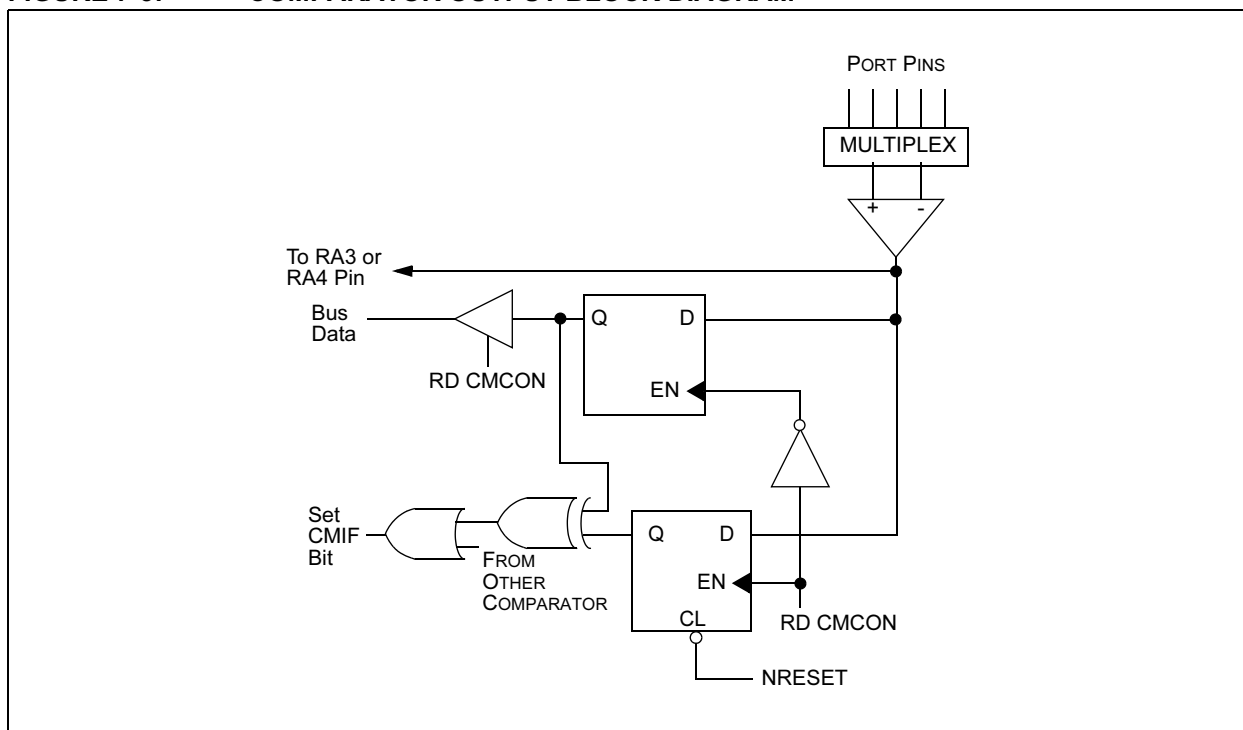 PORT PINS
MULTIPLEX
+ -
To RA3 or
RA4 Pin
Bus
Data
RD CMCON
Q D
EN
Set
CMIF
Bit
FROM
OTHER
COMPARATOR
Q D
EN
CL
RD CMCON
NRESET